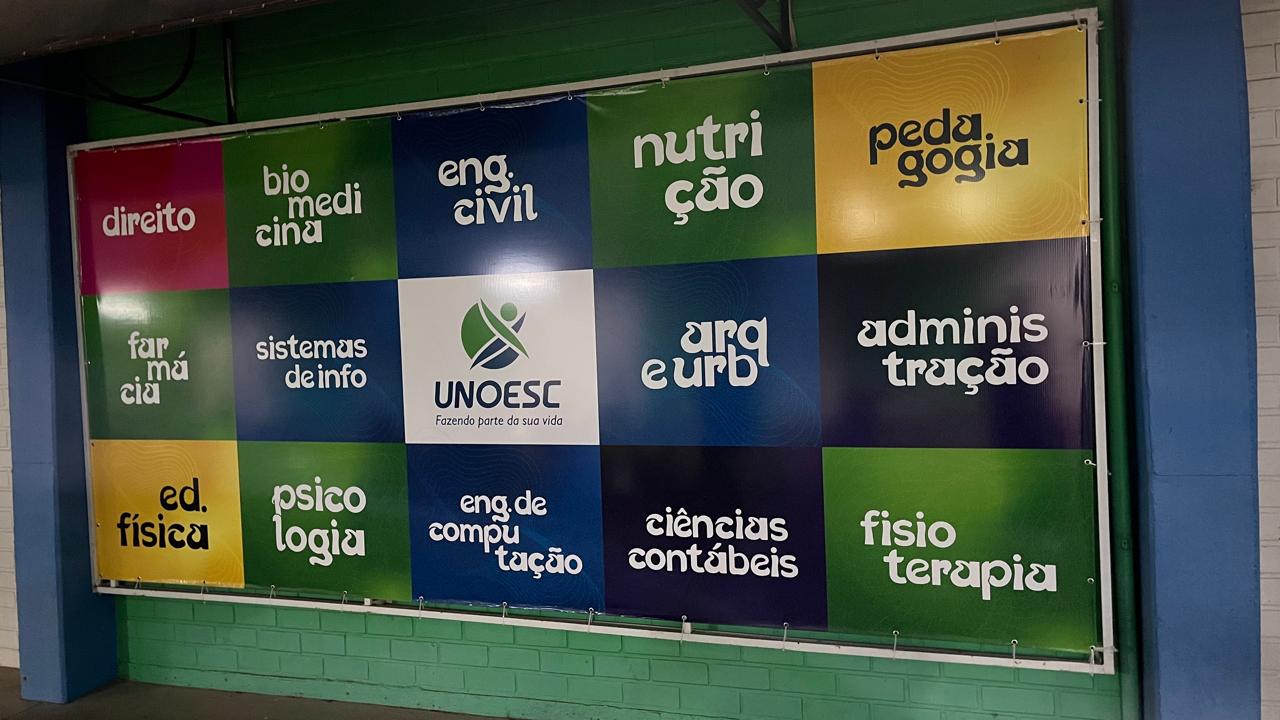 direito
bio
medi
cina
eng.
civil
nutri
ção
peda
gogia
far
má
cia
sistemas
de info
UNOESC
Fazendo parte da sua vida
arq
e urb
adminis
tração
ed.
física
psico
logia
eng. de
compu
tação
ciências
contábeis
fisio
terapia